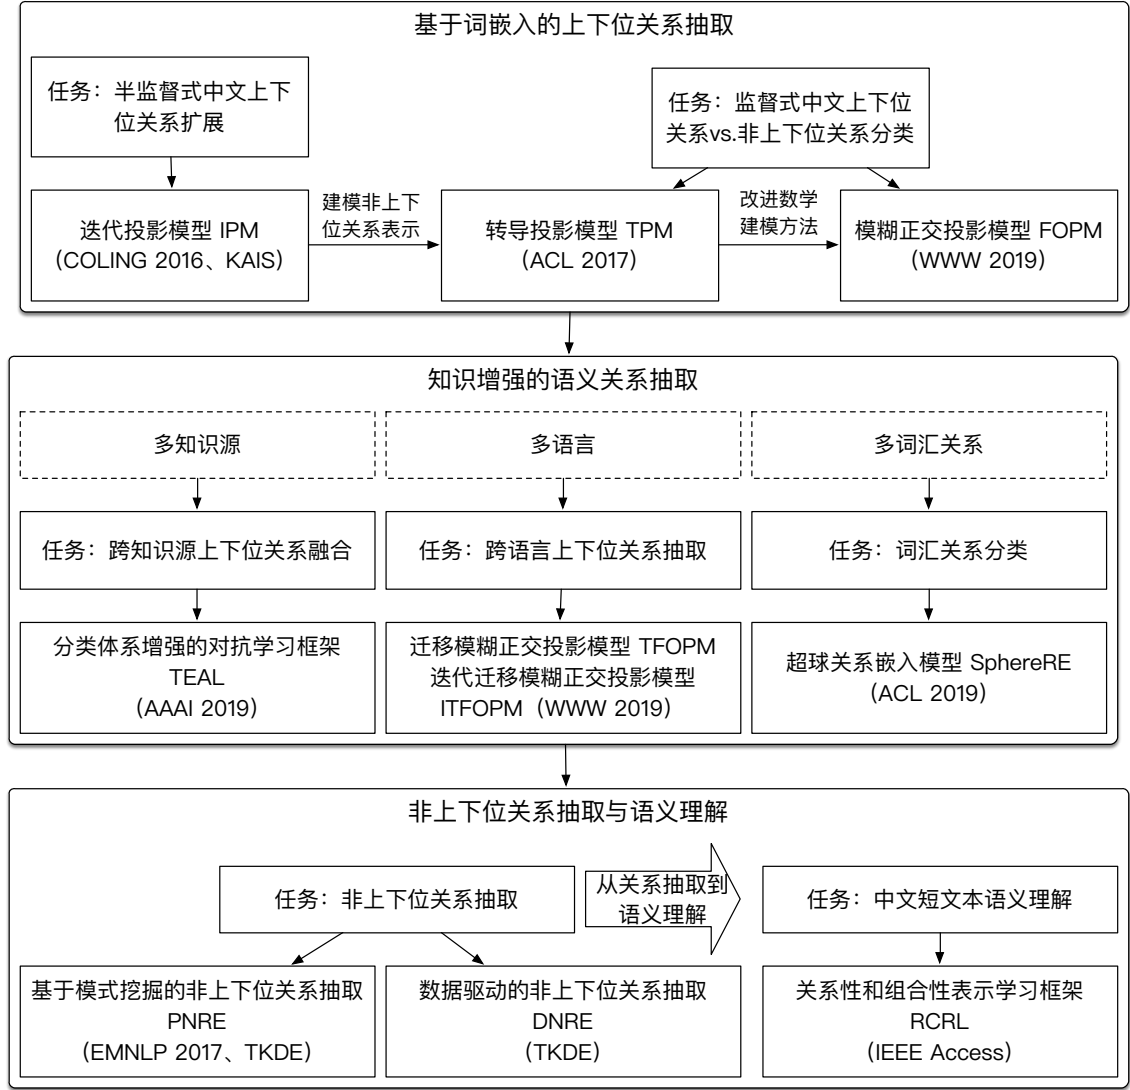 基于词嵌入的上下位关系抽取
任务：半监督式中文上下
位关系扩展
任务：监督式中文上下位
关系vs.非上下位关系分类
迭代投影模型 IPM
（COLING 2016、KAIS）
建模非上下
位关系表示
转导投影模型 TPM
（ACL 2017）
改进数学
建模方法
模糊正交投影模型 FOPM
（WWW 2019）
知识增强的语义关系抽取
多知识源
多语言
多词汇关系
任务：跨知识源上下位关系融合
任务：跨语言上下位关系抽取
任务：词汇关系分类
分类体系增强的对抗学习框架
TEAL
（AAAI 2019）
迁移模糊正交投影模型 TFOPM
迭代迁移模糊正交投影模型
ITFOPM（WWW 2019）
超球关系嵌入模型 SphereRE
（ACL 2019）
非上下位关系抽取与语义理解
任务：非上下位关系抽取
从关系抽取到
语义理解
任务：中文短文本语义理解
基于模式挖掘的非上下位关系抽取
PNRE
（EMNLP 2017、TKDE）
数据驱动的非上下位关系抽取
DNRE
（TKDE）
关系性和组合性表示学习框架
RCRL
（IEEE Access）